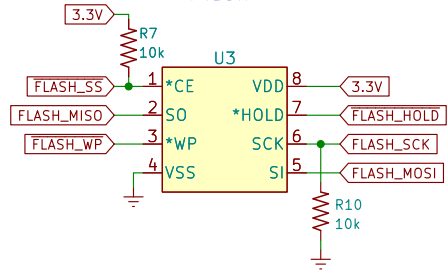 3.3V
R7
10k
U3
FLASH_SS 1 *CE VDD 8 3.3V
FLASH_MISO 2 SO *HOLD 7 FLASH_HOLD
FLASH_WP 3 *WP SCK 6 FLASH_SCK
4 VSS SI 5 FLASH_MOSI
R10
10k